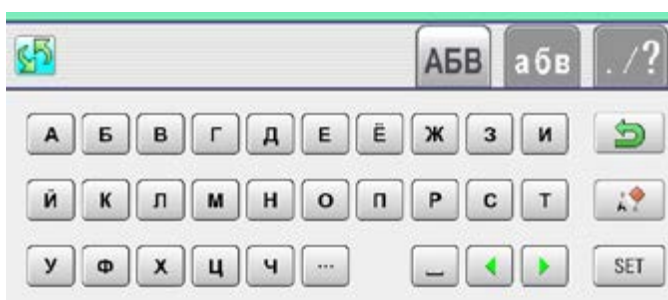 АБВ абв ./?
А Б В Г Д Е Ё Ж З И
Й К Л М Н О П Р С Т
У Ф Х Ц Ч ... SET